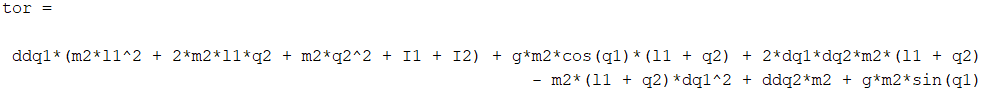 tor =
ddq1*(m2*l1^2 + 2*m2*l1*q2 + m2*q2^2 + I1 + I2) + g*m2*cos(q1)*(l1 + q2) + 2*dq1*dq2*m2*(l1 + q2)
- m2*(l1 + q2)*dq1^2 + ddq2*m2 + g*m2*sin(q1)